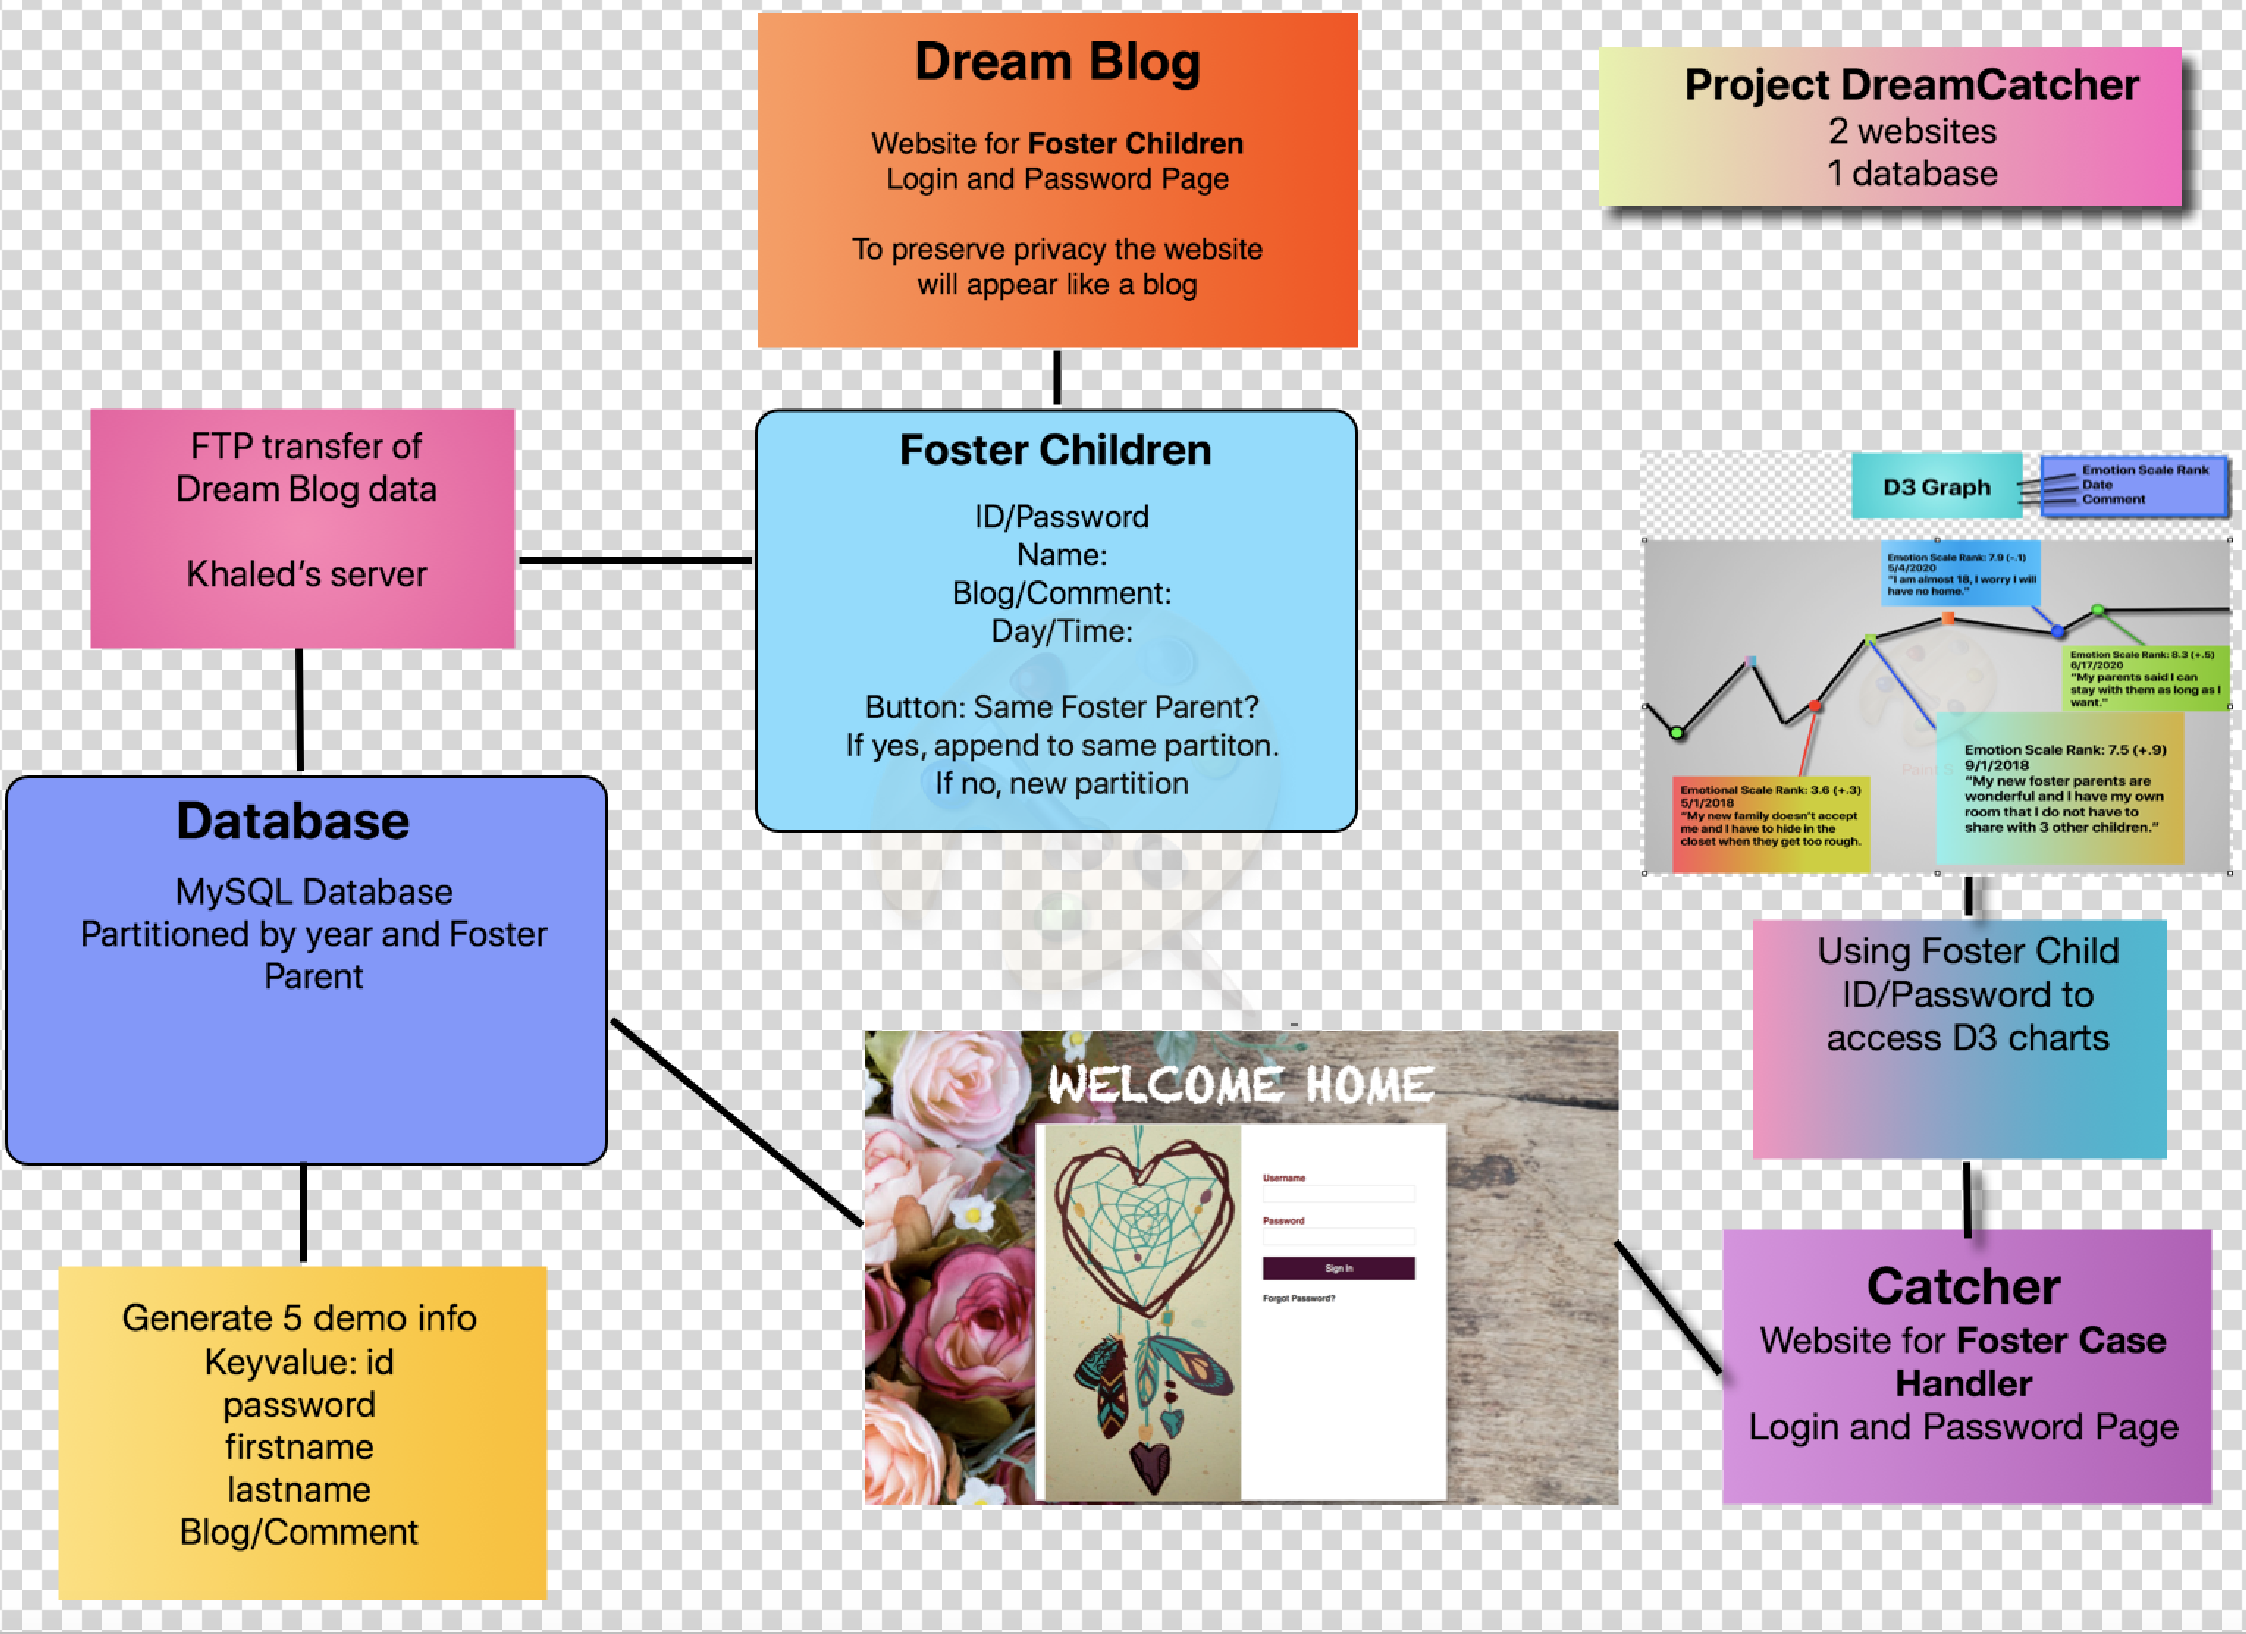 Dream Blog
Website for Foster Children
Login and Password Page
To preserve privacy the website
will appear like a blog
Project DreamCatcher
2 websites
1 database
FTP transfer of
Dream Blog data
Khaled's server
Foster Children
ID/Password
Name:
Blog/Comment:
Day/Time:
Button: Same Foster Parent?
If yes, append to same partiton.
If no, new partition
D3 Graph
Emotion Scale Rank
Date
Comment
Emotion Scale Rank: 7.9 (-.1)
5/4/2020
"I am almost 18, I worry I will
have no home."
Emotion Scale Rank: 8.3 (+.5)
6/17/2020
"My parents said I can
stay with them as long as I
want."
Emotion Scale Rank: 7.5 (+.9)
9/1/2018
"My new foster parents are
wonderful and I have my own
room that I do not have to
share with 3 other children."
Emotional Scale Rank: 3.6 (+.3)
5/1/2018
"My new family doesn't accept
me and I have to hide in the
closet when they get too rough.
Paint S
Database
MySQL Database
Partitioned by year and Foster
Parent
Using Foster Child
ID/Password to
access D3 charts
WELCOME HOME
Username
Password
Sign In
Forgot Password?
Catcher
Website for Foster Case
Handler
Login and Password Page
Generate 5 demo info
Keyvalue: id
password
firstname
lastname
Blog/Comment